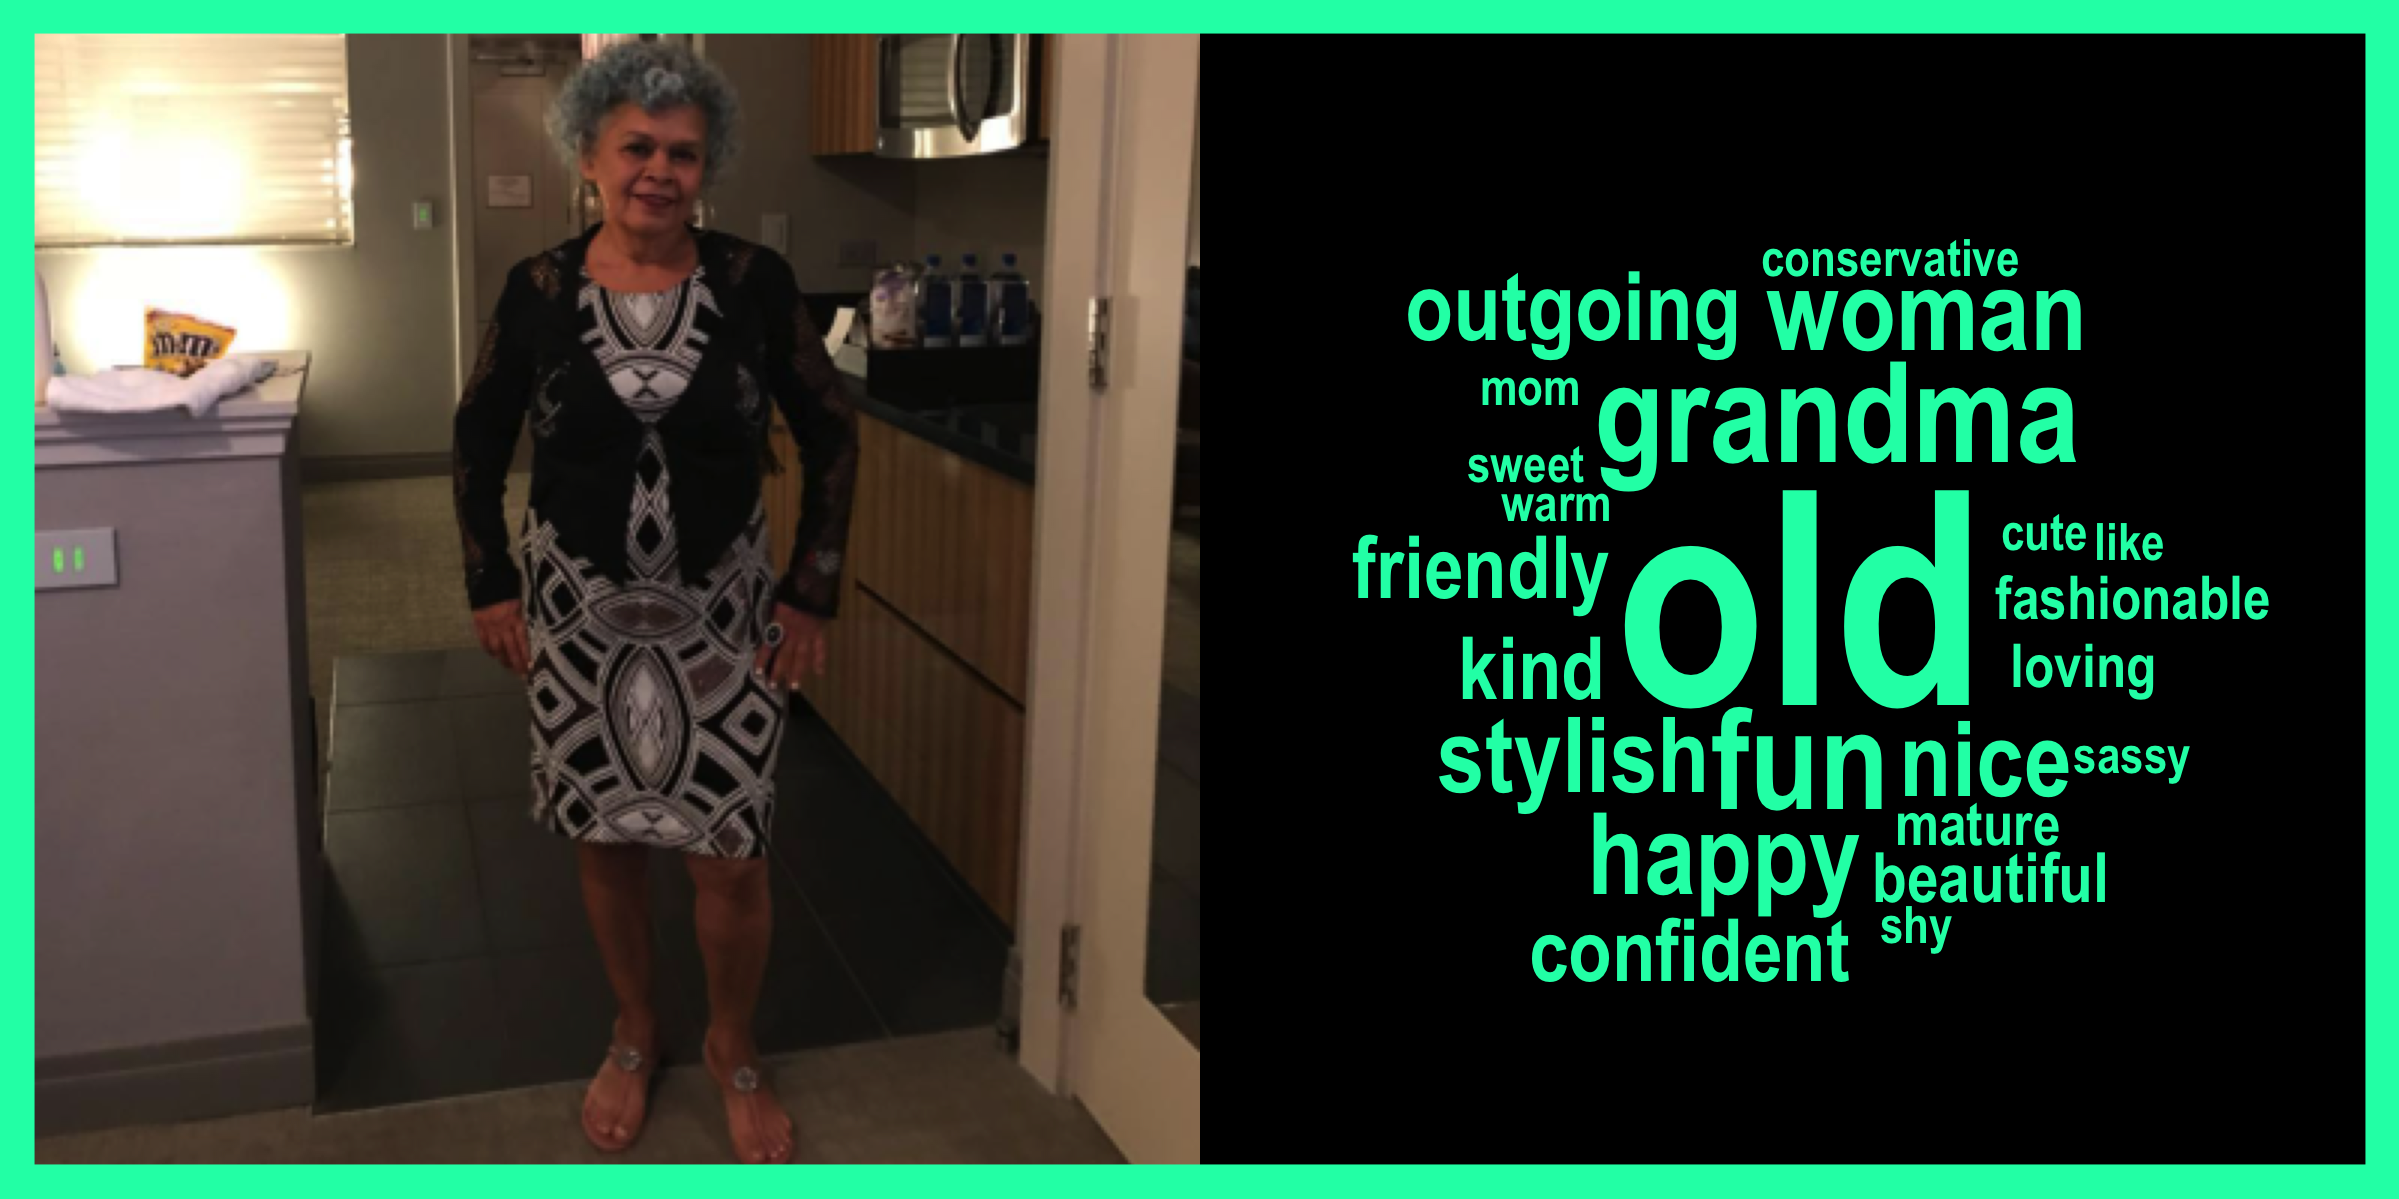 m&m's
conservative
outgoing woman
mom grandma
sweet
warm
old
cute like
friendly
fashionable
kind
loving
stylish fun nice sassy
mature
happy
beautiful
shy
confident